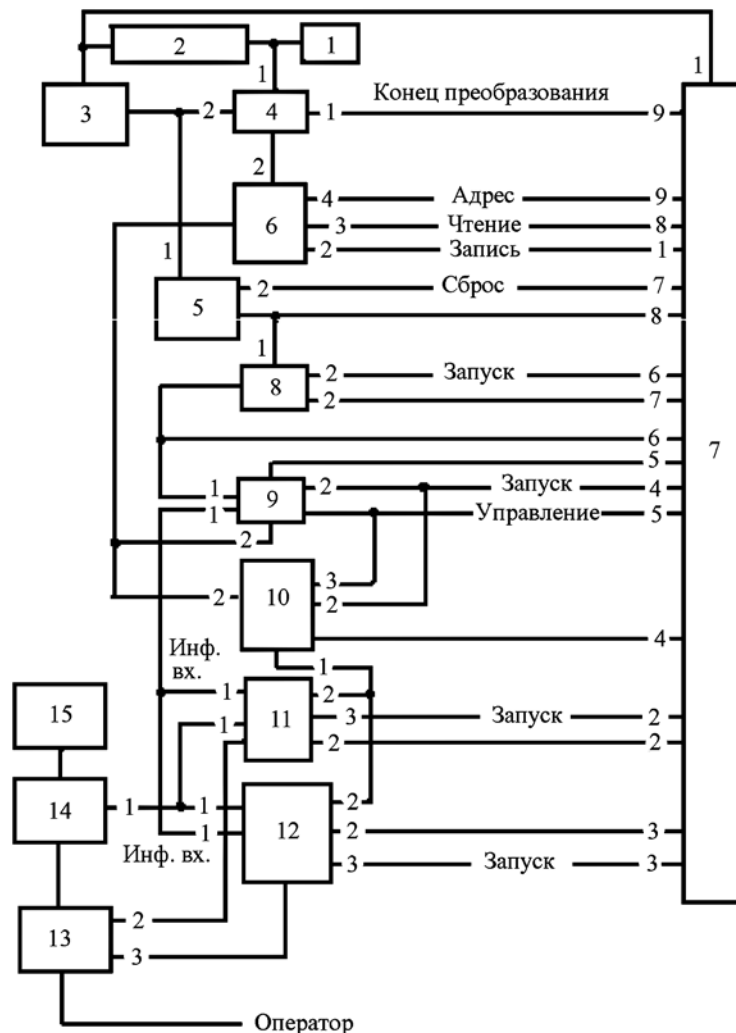 2 1 1
1
3 2 4 1 Конец преобразования 9
2
4 Адрес 9
6 3 Чтение 8
2 Запись 1
1
5 2 Сброс 7
8
1
8 2 Запуск 6
2 7
7
6
5
1 9 2 Запуск 4
1 Управление 5
2
3
2 10 2
4
Инф. 1
вх.
1 2
15 11 3 Запуск 2
1 2
14 1 1 12 2
1 2 3
Инф. вх.
3 Запуск 3
13 2
3
Оператор